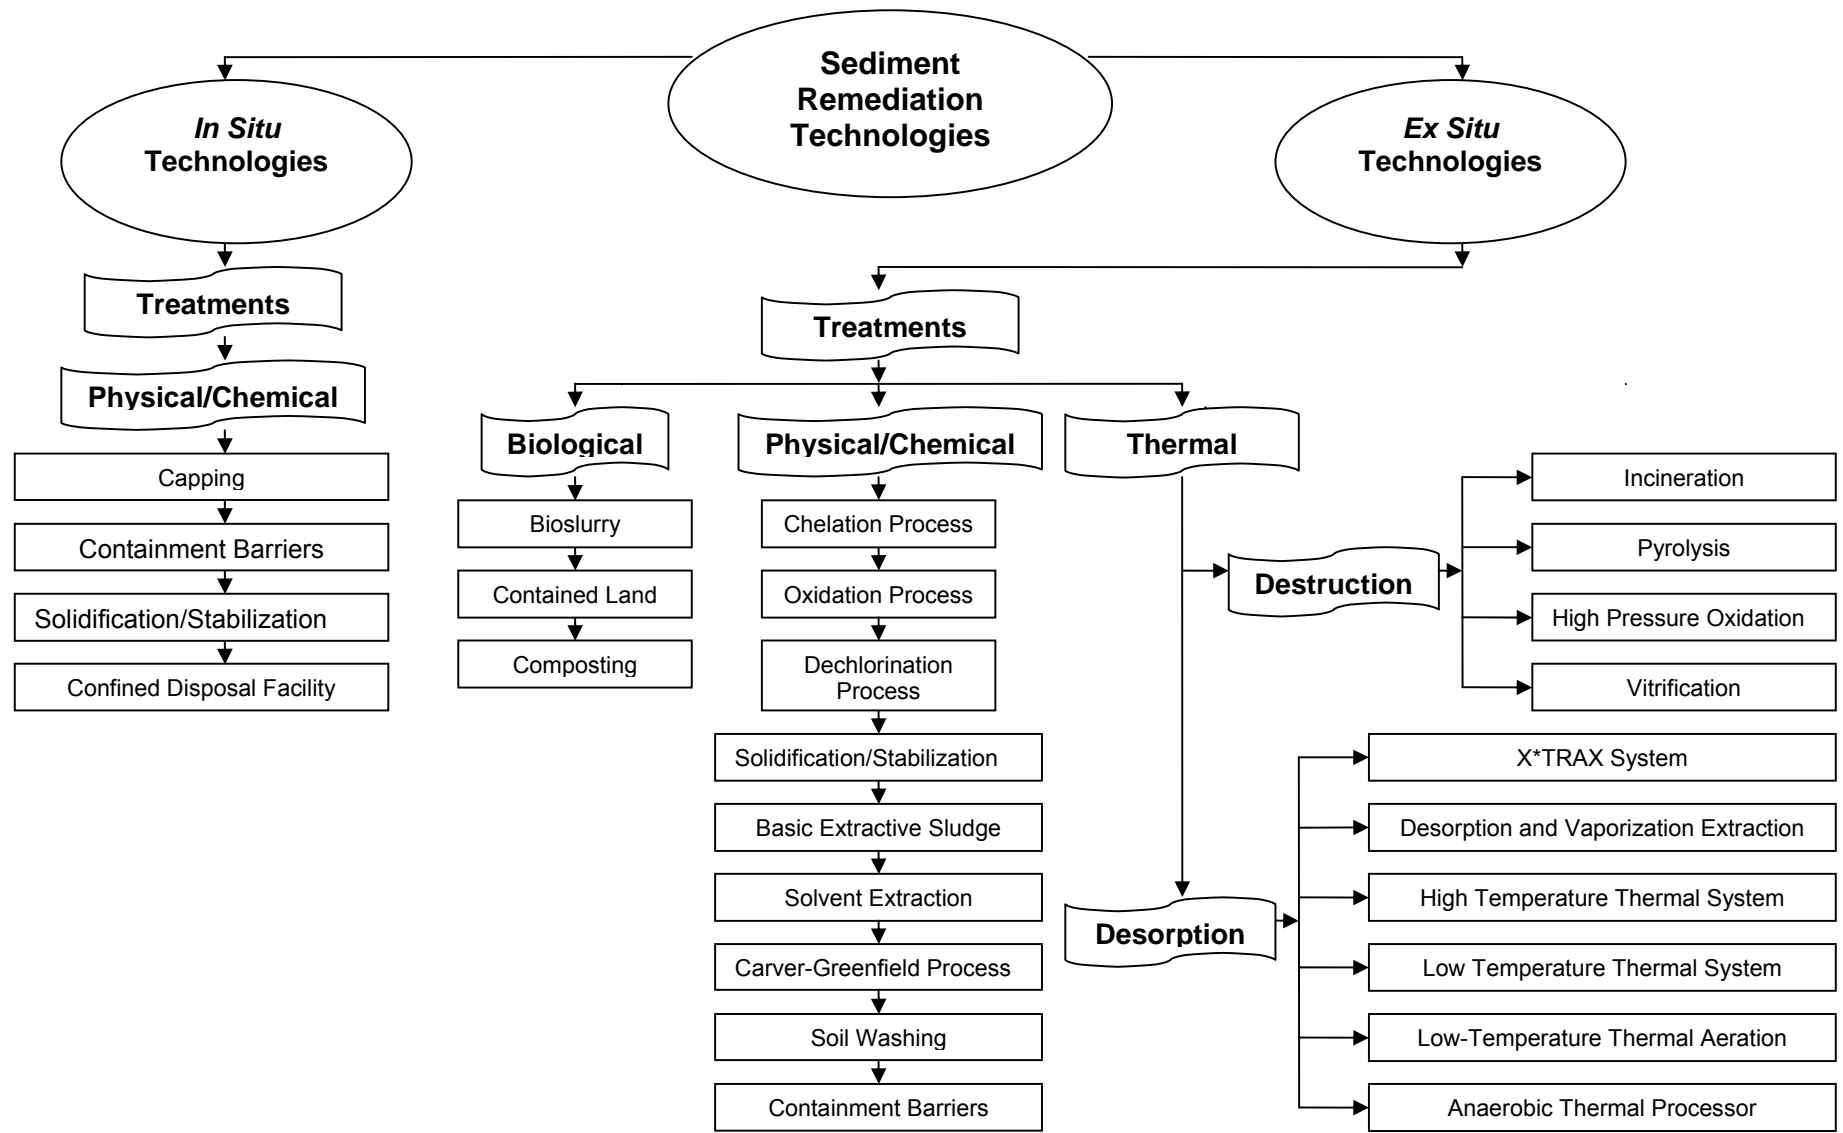 Sediment
Remediation
Technologies
In Situ
Technologies
Ex Situ
Technologies
Treatments
Physical/Chemical
Capping
Containment Barriers
Solidification/Stabilization
Confined Disposal Facility
Treatments
Biological
Bioslurry
Contained Land
Composting
Physical/Chemical
Chelation Process
Oxidation Process
Dechlorination
Process
Solidification/Stabilization
Basic Extractive Sludge
Solvent Extraction
Carver-Greenfield Process
Soil Washing
Containment Barriers
Thermal
Destruction
Incineration
Pyrolysis
High Pressure Oxidation
Vitrification
Desorption
X*TRAX System
Desorption and Vaporization Extraction
High Temperature Thermal System
Low Temperature Thermal System
Low-Temperature Thermal Aeration
Anaerobic Thermal Processor